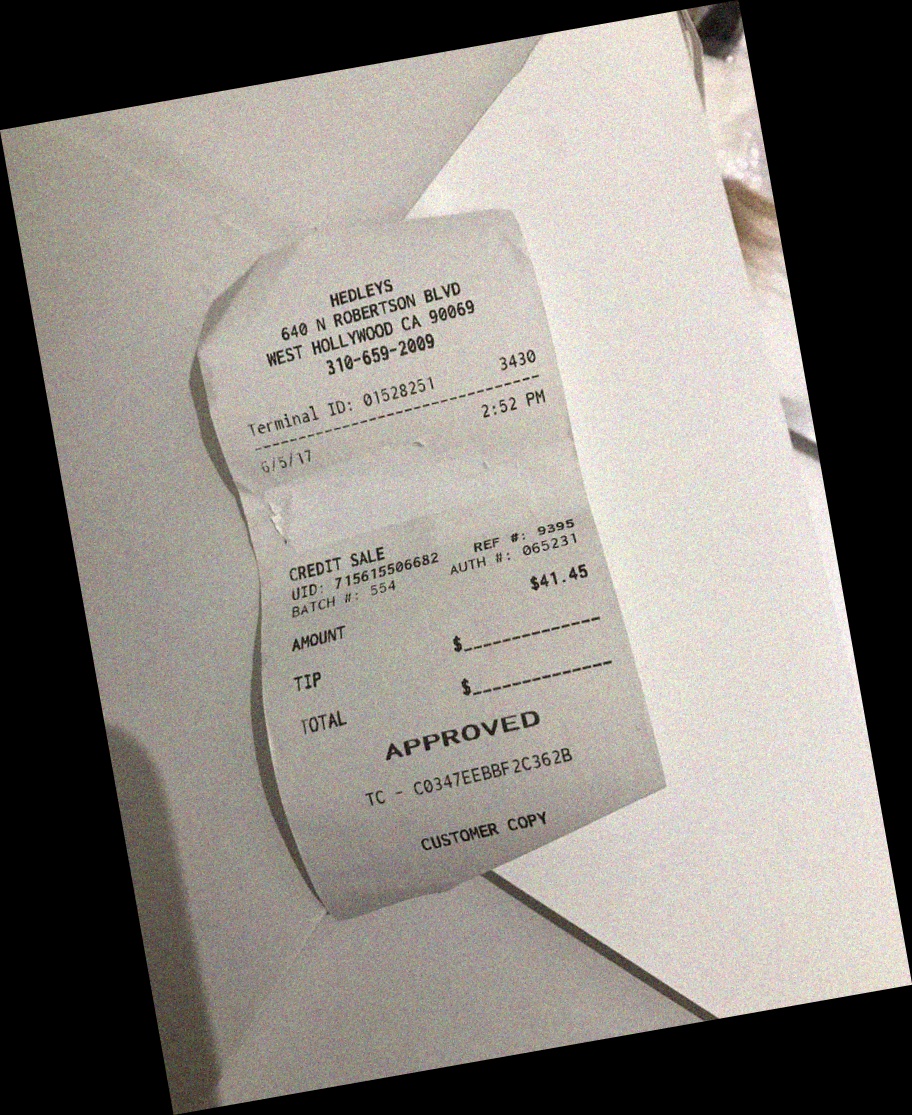 HEDLEYS
640 N ROBERTSON BLVD
WEST HOLLYWOOD CA 90069
310-659-2009
Terminal ID: 01528251 3430
6/5/17 2:52 PM
CREDIT SALE
UID: 715615506682 REF #: 9395
BATCH #: 554 AUTH #: 065231
AMOUNT $41.45
TIP $
TOTAL $
APPROVED
TC - C0347EEBBF2C362B
CUSTOMER COPY